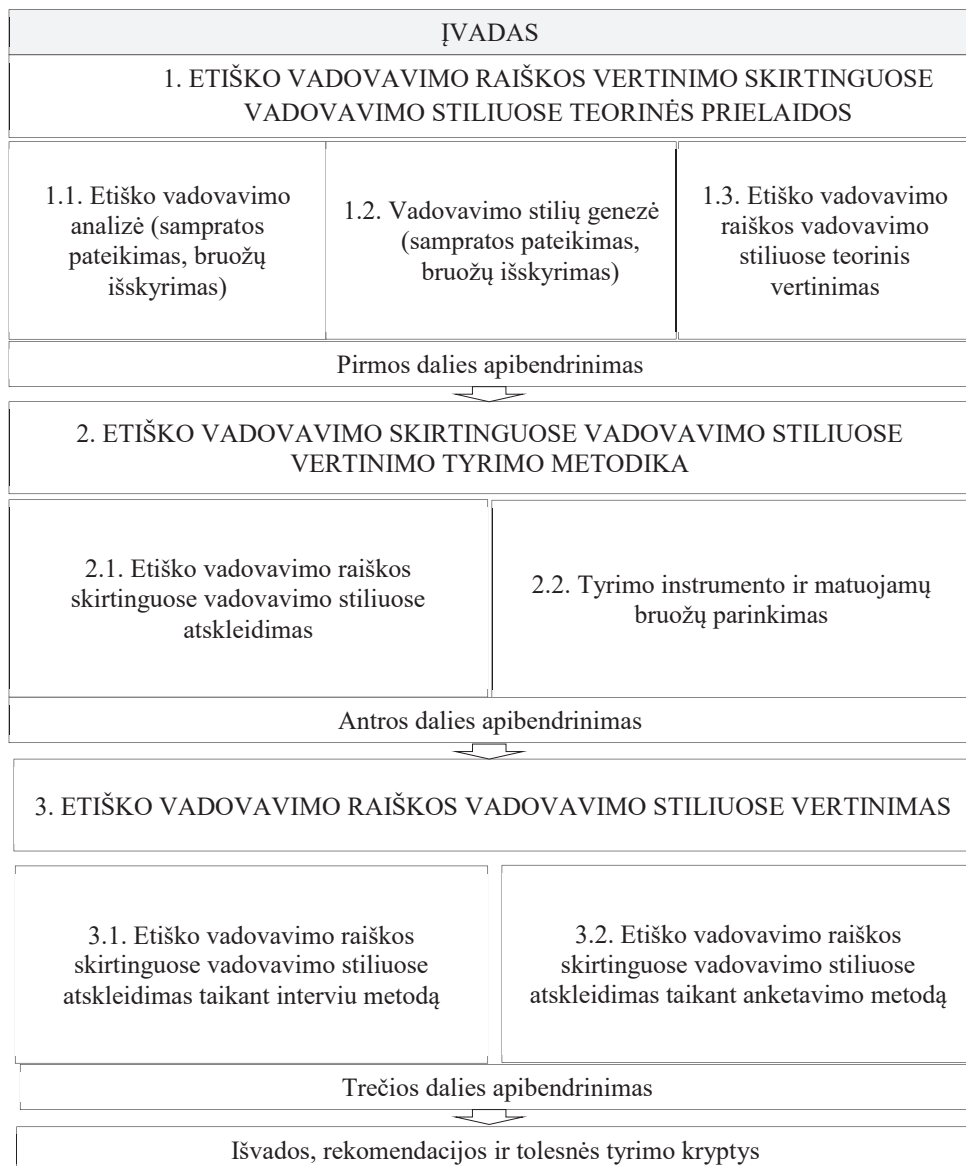 ĮVADAS
1. ETIŠKO VADOVAVIMO RAIŠKOS VERTINIMO SKIRTINGUOSE
VADOVAVIMO STILIUOSE TEORINĖS PRIELAIDOS
1.1. Etiško vadovavimo
analizė (sampratos
pateikimas, bruožų
išskyrimas)
1.2. Vadovavimo stilių genezė
(sampratos pateikimas,
bruožų išskyrimas)
1.3. Etiško vadovavimo
raiškos vadovavimo
stiliuose teorinis
vertinimas
Pirmos dalies apibendrinimas
2. ETIŠKO VADOVAVIMO SKIRTINGUOSE VADOVAVIMO STILIUOSE
VERTINIMO TYRIMO METODIKA
2.1. Etiško vadovavimo raiškos
skirtinguose vadovavimo stiliuose
atskleidimas
2.2. Tyrimo instrumento ir matuojamų
bruožų parinkimas
Antros dalies apibendrinimas
3. ETIŠKO VADOVAVIMO RAIŠKOS VADOVAVIMO STILIUOSE VERTINIMAS
3.1. Etiško vadovavimo raiškos
skirtinguose vadovavimo stiliuose
atskleidimas taikant interviu metodą
3.2. Etiško vadovavimo raiškos
skirtinguose vadovavimo stiliuose
atskleidimas taikant anketavimo metodą
Trečios dalies apibendrinimas
Išvados, rekomendacijos ir tolesnės tyrimo kryptys